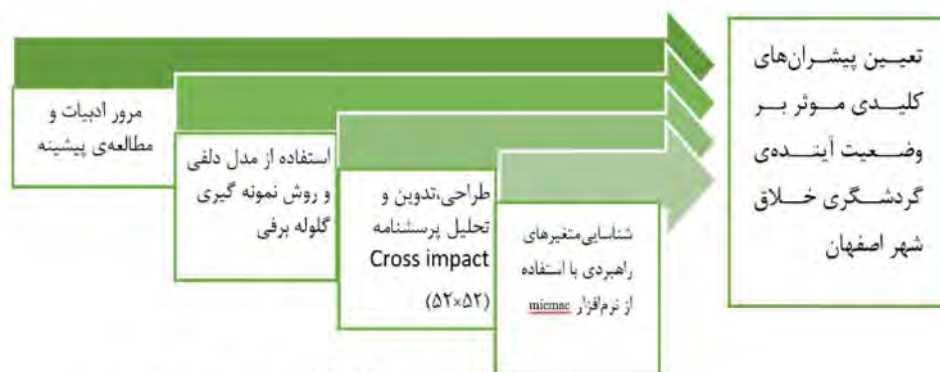 مرور ادبیات و
مطالعه‌ی پیشینه
استفاده از مدل دلفی
و روش نمونه گیری
گلوله برفی
طراحی،تدوین و
تحلیل پرسشنامه
Cross impact
(۵۲×۵۲)
شناسایی‌متغیرهای
راهبردی با استفاده
از نرم‌افزار micmac
تعیین پیشران‌های
کلیدی موثر بر
وضعیت آینده‌ی
گردشگری خلاق
شهر اصفهان